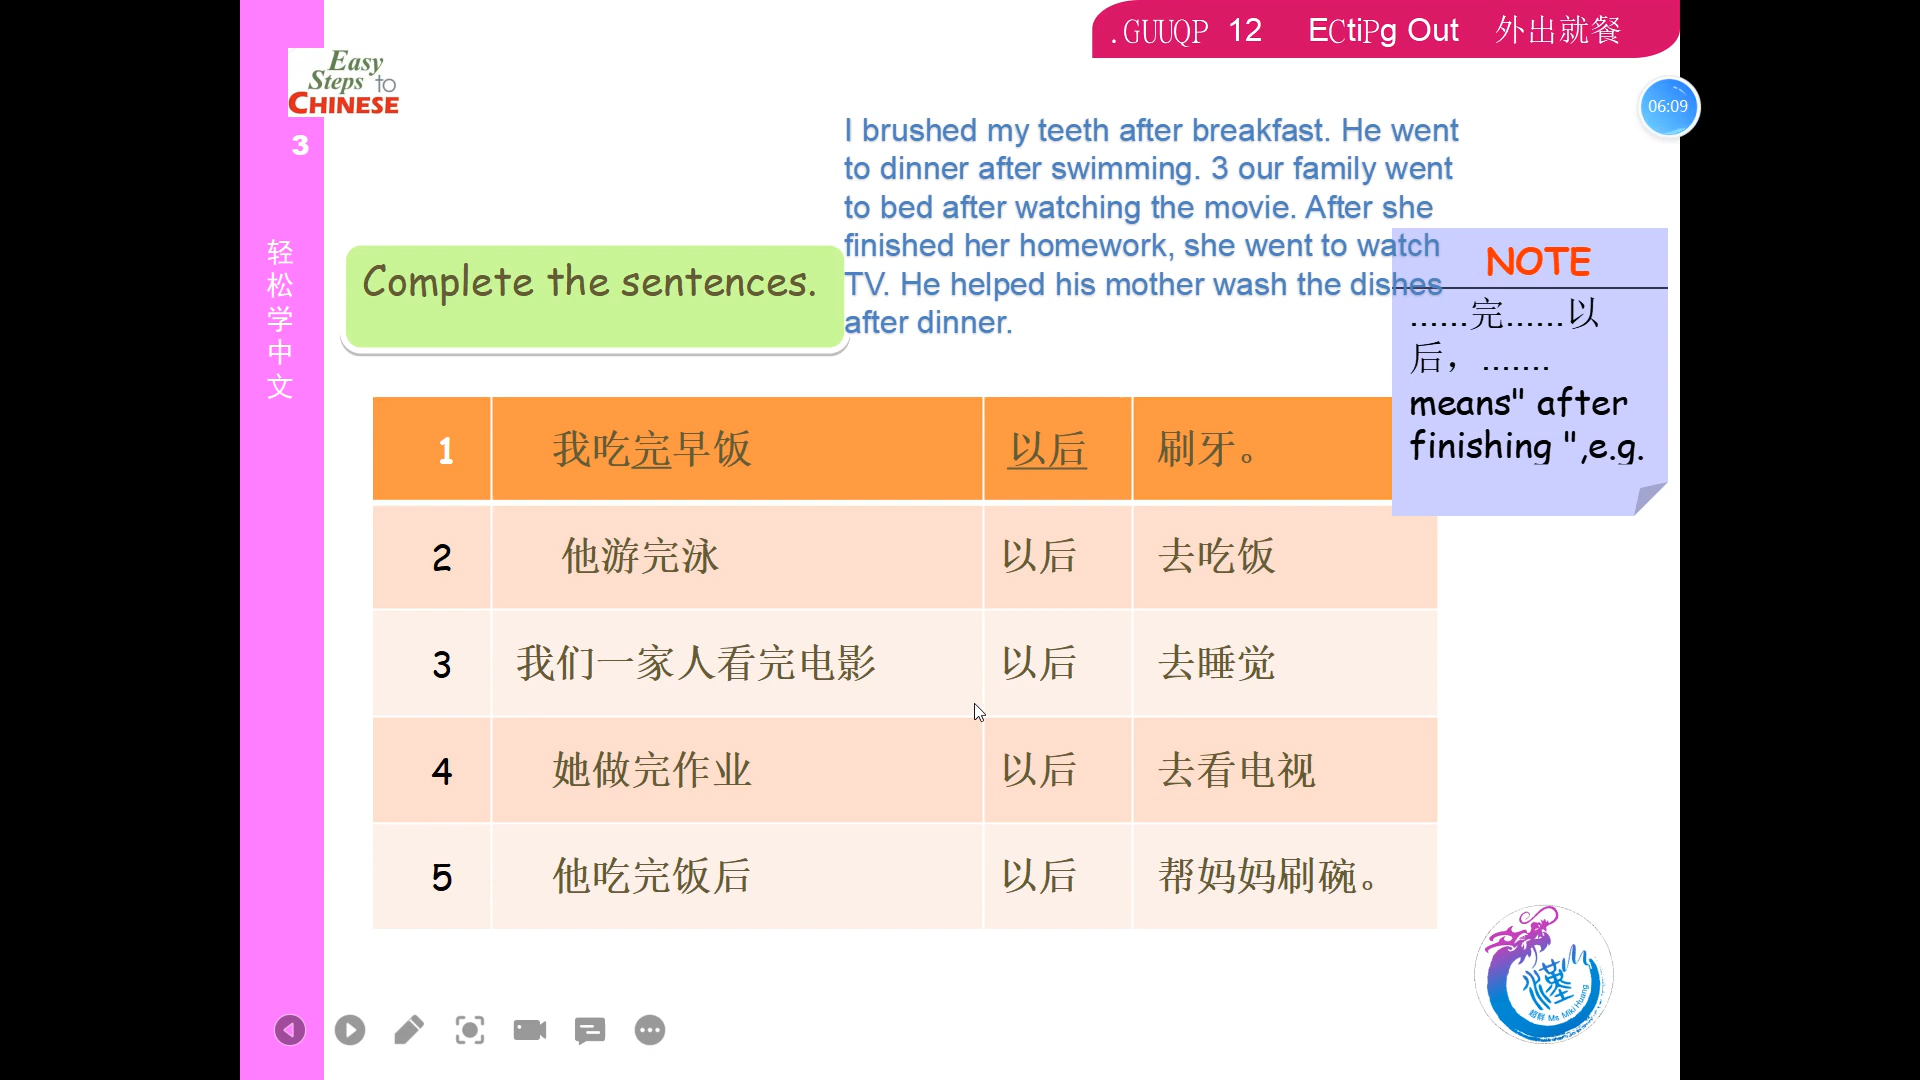 .GUUQP 12 ECtiPg Out 外出就餐
Easy
Steps to
CHINESE
3
轻松学中文
06:09
I brushed my teeth after breakfast. He went
to dinner after swimming. 3 our family went
to bed after watching the movie. After she
finished her homework, she went to watch
TV. He helped his mother wash the dishes
after dinner.
Complete the sentences.
NOTE
......完......以
后，.......
means" after
finishing ",e.g.
1 我吃完早饭 以后 刷牙。
2 他游完泳 以后 去吃饭
3 我们一家人看完电影 以后 去睡觉
4 她做完作业 以后 去看电视
5 他吃完饭后 以后 帮妈妈刷碗。
漢
Ms Miki Huang